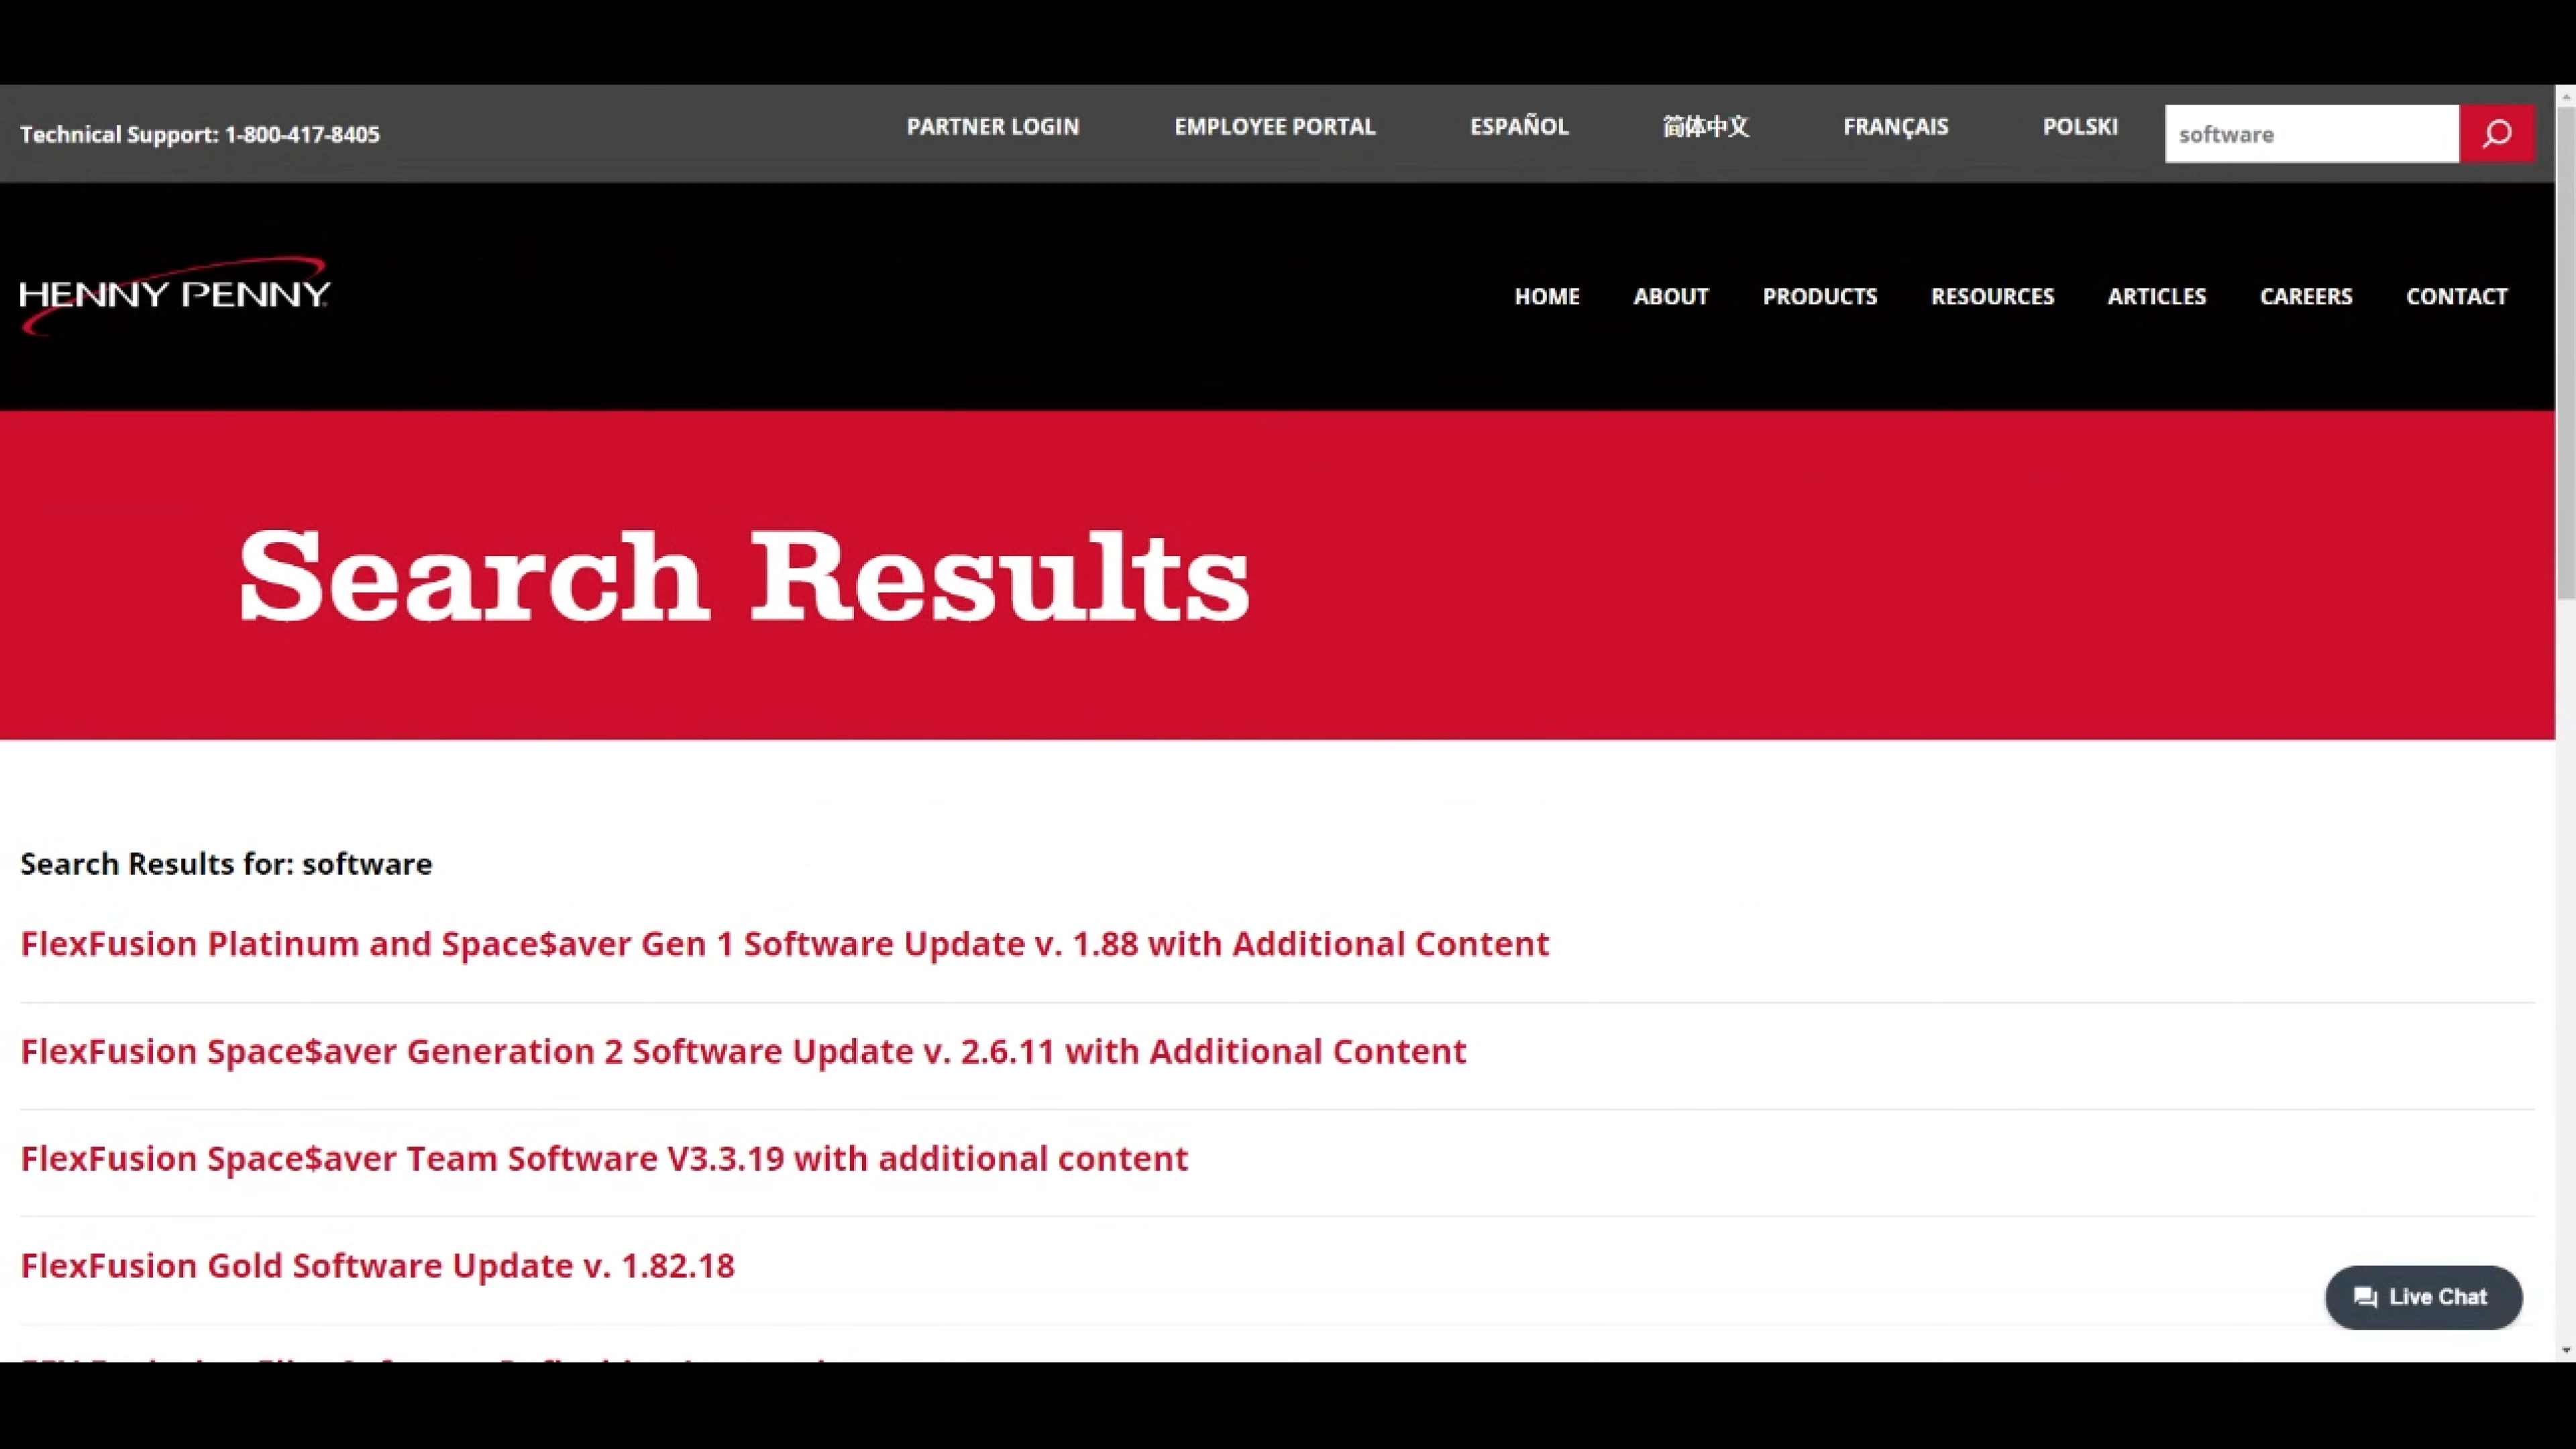 Technical Support: 1-800-417-8405
PARTNER LOGIN
EMPLOYEE PORTAL
ESPAÑOL
简体中文
FRANÇAIS
POLSKI
software
HENNY PENNY
HOME
ABOUT
PRODUCTS
RESOURCES
ARTICLES
CAREERS
CONTACT
Search Results
Search Results for: software
FlexFusion Platinum and Space$aver Gen 1 Software Update v. 1.88 with Additional Content
FlexFusion Space$aver Generation 2 Software Update v. 2.6.11 with Additional Content
FlexFusion Space$aver Team Software V3.3.19 with additional content
FlexFusion Gold Software Update v. 1.82.18
Live Chat